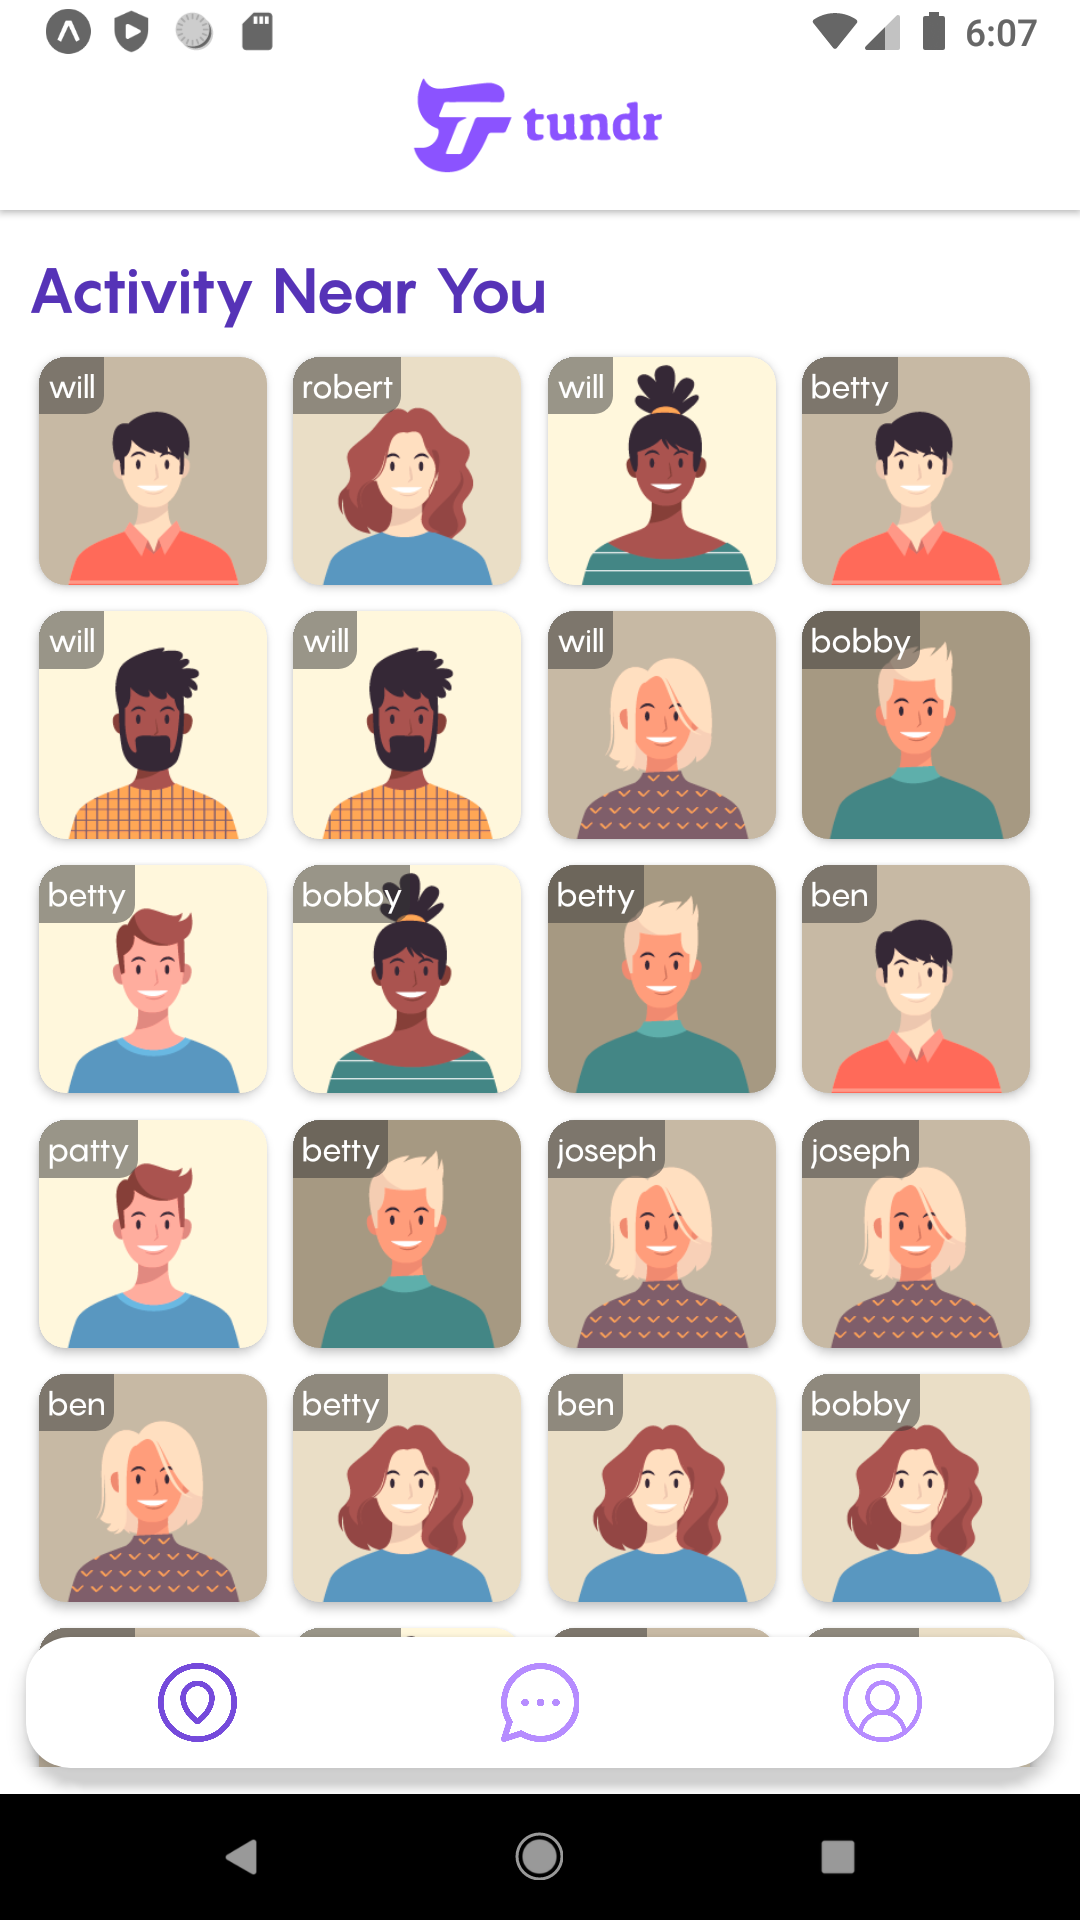 6:07
tundr
Activity Near You
will robert will betty
will will will bobby
betty bobby betty ben
patty betty joseph joseph
ben betty ben bobby